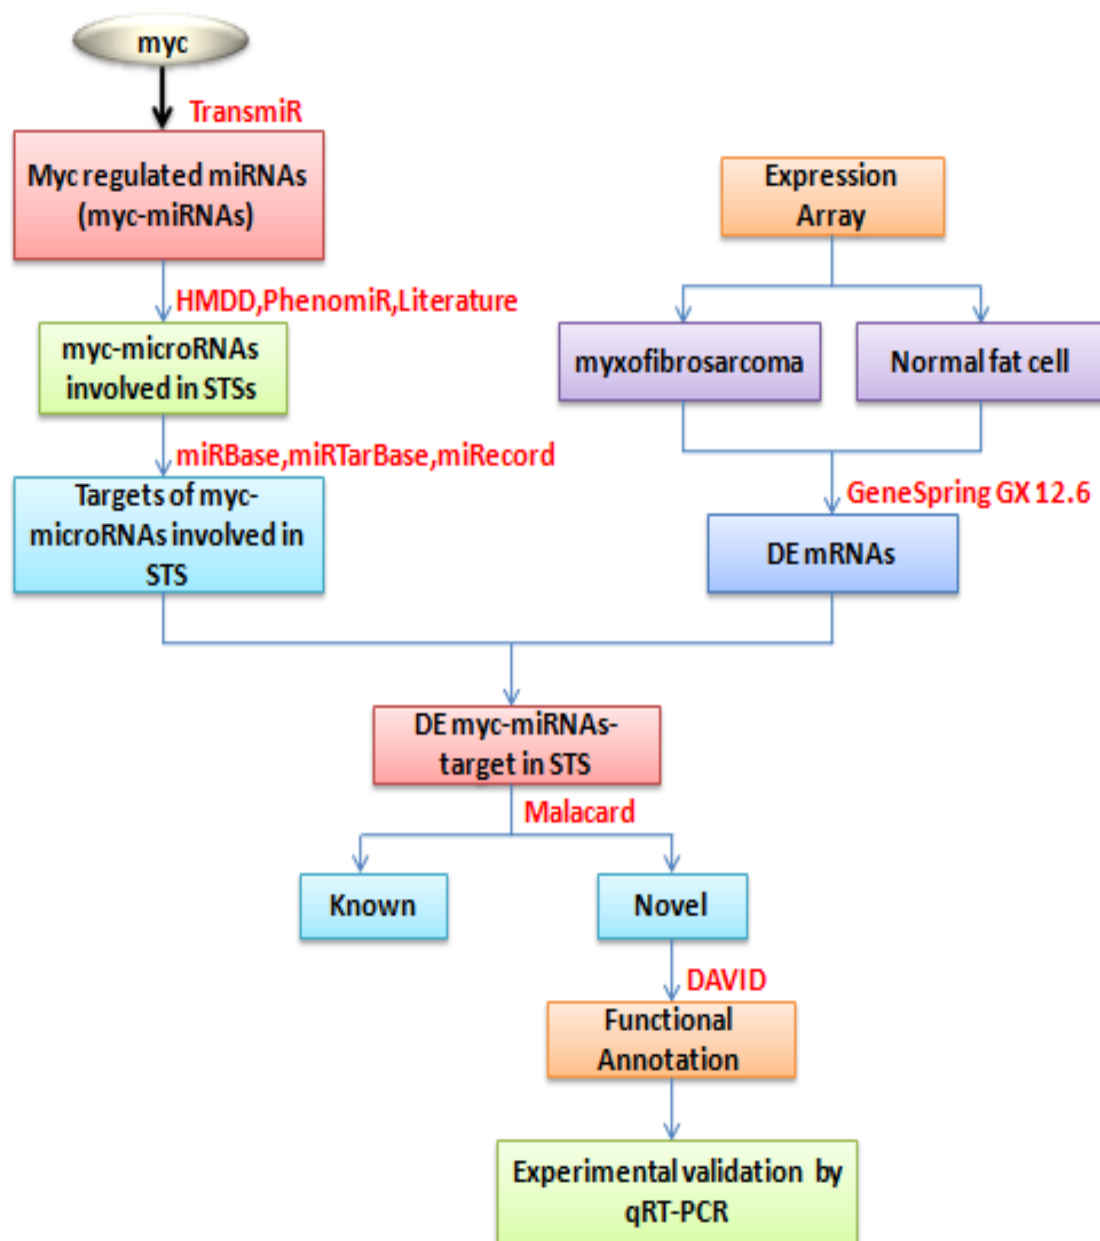 myc
TransmiR
Myc regulated miRNAs
(myc-miRNAs)
HMDD,PhenomiR,Literature
myc-microRNAs
involved in STSs
miRBase,miRTarBase,miRecord
Targets of myc-
microRNAs involved in
STS
Expression
Array
myxofibrosarcoma
Normal fat cell
GeneSpring GX 12.6
DE mRNAs
DE myc-miRNAs-
target in STS
Malacard
Known
Novel
DAVID
Functional
Annotation
Experimental validation by
qRT-PCR